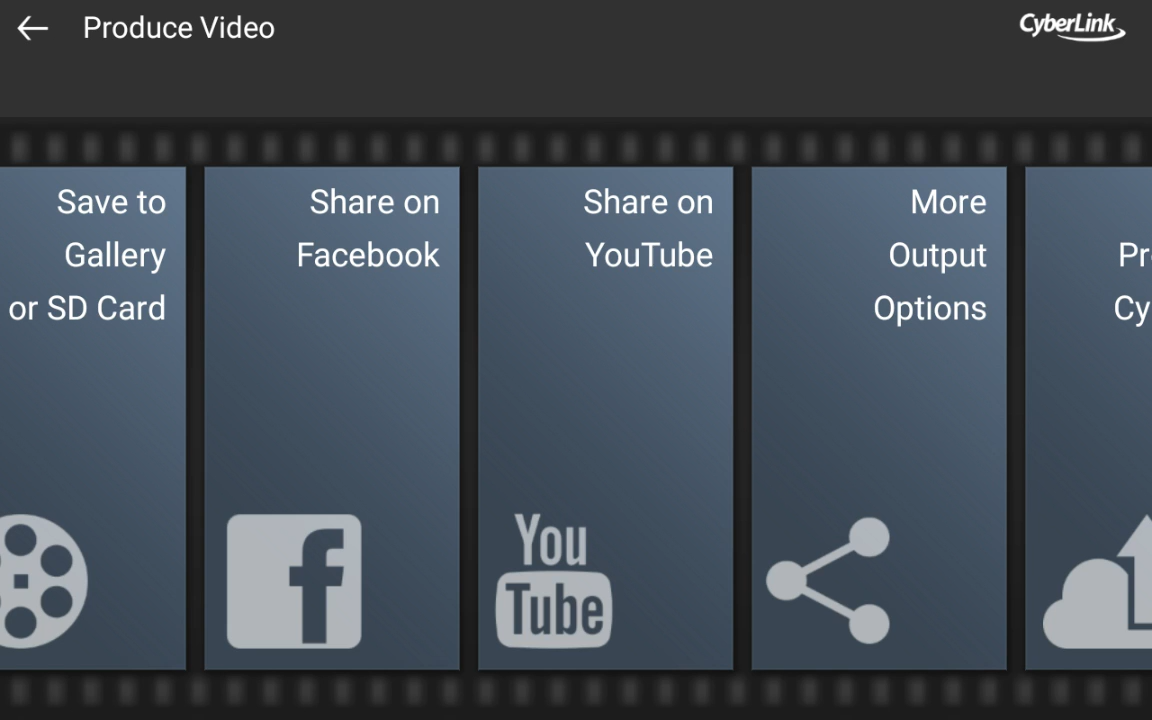 Produce Video
CyberLink
Save to
Gallery
or SD Card
Share on
Facebook
Share on
YouTube
More
Output
Options
You
Tube